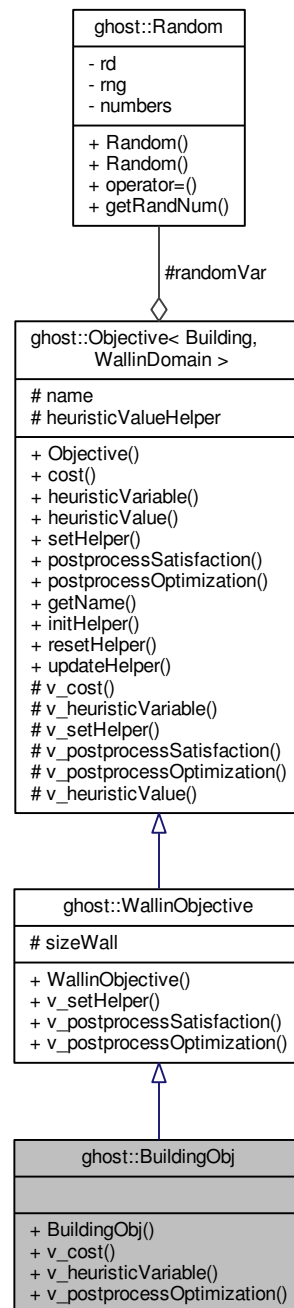 ghost::Random
- rd
- rng
- numbers
+ Random()
+ Random()
+ operator=()
+ getRandNum()
#randomVar
ghost::Objective< Building,
WallinDomain >
# name
# heuristicValueHelper
+ Objective()
+ cost()
+ heuristicVariable()
+ heuristicValue()
+ setHelper()
+ postprocessSatisfaction()
+ postprocessOptimization()
+ getName()
+ initHelper()
+ resetHelper()
+ updateHelper()
# v_cost()
# v_heuristicVariable()
# v_setHelper()
# v_postprocessSatisfaction()
# v_postprocessOptimization()
# v_heuristicValue()
ghost::WallinObjective
# sizeWall
+ WallinObjective()
+ v_setHelper()
+ v_postprocessSatisfaction()
+ v_postprocessOptimization()
ghost::BuildingObj
+ BuildingObj()
+ v_cost()
+ v_heuristicVariable()
+ v_postprocessOptimization()